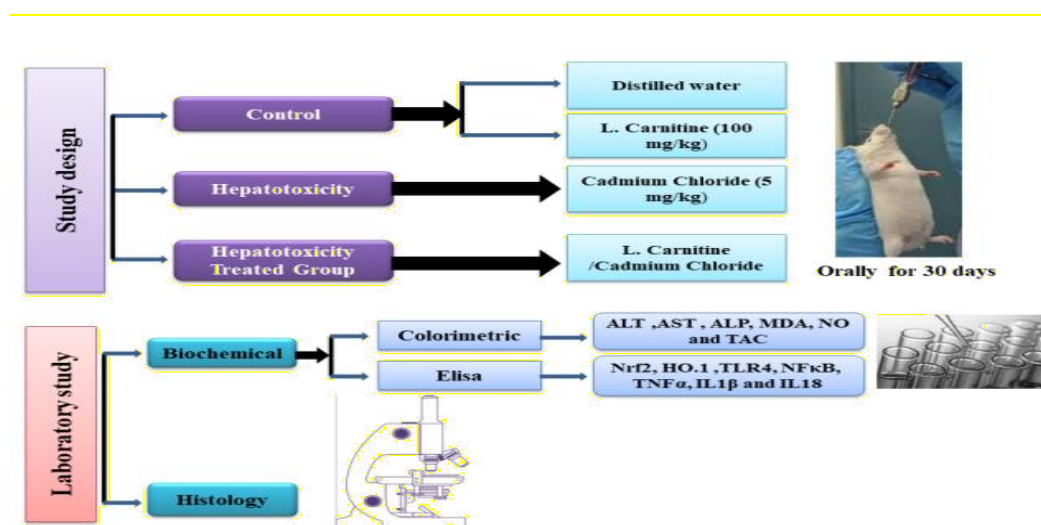 Study design
Control
Distilled water
L. Carnitine (100
mg/kg)
Hepatotoxicity
Cadmium Chloride (5
mg/kg)
Hepatotoxicity
Treated Group
L. Carnitine
/Cadmium Chloride
Orally for 30 days
Laboratory study
Biochemical
Colorimetric
ALT ,AST , ALP, MDA, NO
and TAC
Elisa
Nrf2, HO.1 ,TLR4, NFκB,
TNFα, IL1β and IL18
Histology